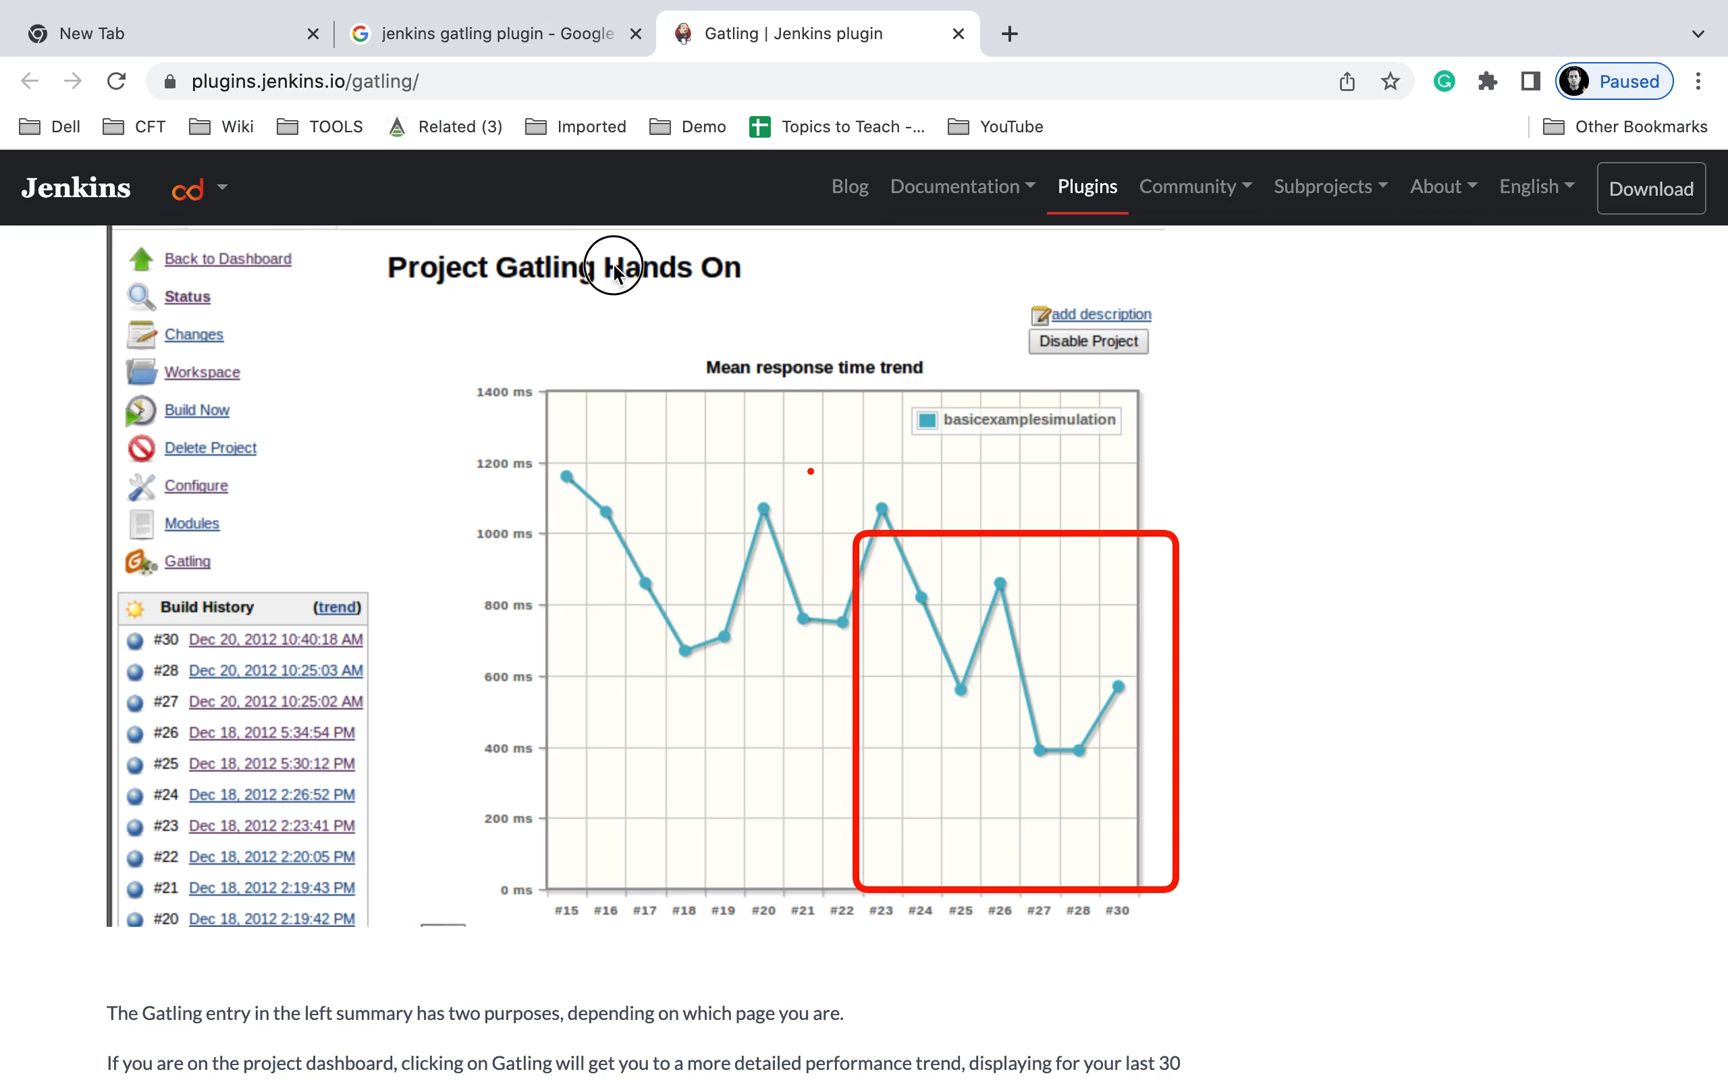 New Tab
jenkins gatling plugin - Google
Gatling | Jenkins plugin
plugins.jenkins.io/gatling/
Paused
Dell
CFT
Wiki
TOOLS
Related (3)
Imported
Demo
Topics to Teach -...
YouTube
Other Bookmarks
Jenkins
cd
Blog
Documentation
Plugins
Community
Subprojects
About
English
Download
Back to Dashboard
Status
Changes
Workspace
Build Now
Delete Project
Configure
Modules
Gatling
Build History (trend)
#30 Dec 20, 2012 10:40:18 AM
#28 Dec 20, 2012 10:25:03 AM
#27 Dec 20, 2012 10:25:02 AM
#26 Dec 18, 2012 5:34:54 PM
#25 Dec 18, 2012 5:30:12 PM
#24 Dec 18, 2012 2:26:52 PM
#23 Dec 18, 2012 2:23:41 PM
#22 Dec 18, 2012 2:20:05 PM
#21 Dec 18, 2012 2:19:43 PM
#20 Dec 18, 2012 2:19:42 PM
Project Gatling Hands On
add description
Disable Project
Mean response time trend
basicexamplesimulation
1400 ms
1200 ms
1000 ms
800 ms
600 ms
400 ms
200 ms
0 ms
#15 #16 #17 #18 #19 #20 #21 #22 #23 #24 #25 #26 #27 #28 #30
The Gatling entry in the left summary has two purposes, depending on which page you are.
If you are on the project dashboard, clicking on Gatling will get you to a more detailed performance trend, displaying for your last 30